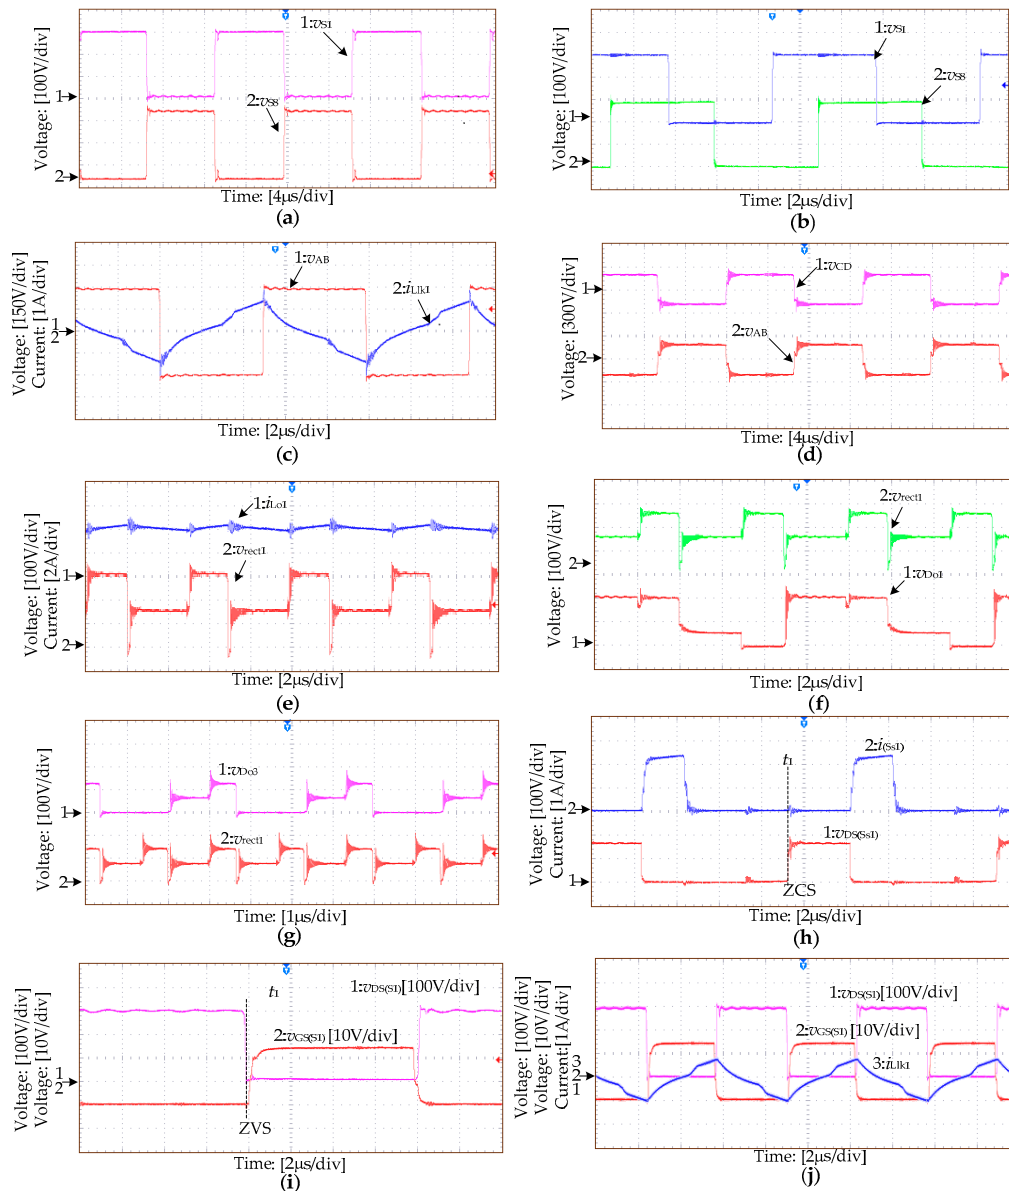 Voltage: [100V/div]
1:vS1
1
2:vS8
2
Time: [4µs/div]
(a)
Voltage: [100V/div]
1:vS1
2:vS8
1
2
Time: [2µs/div]
(b)
Voltage: [150V/div]
Current: [1A/div]
1:vAB
2:iLlk1
1
2
Time: [2µs/div]
(c)
[300V/div]
1:vCD
1
2:vAB
2
Time: [4µs/div]
(d)
Voltage: [100V/div]
Current: [2A/div]
1:iLo1
2:vrect1
1
2
Time: [2µs/div]
(e)
Voltage: [100V/div]
2:vrect1
2
1:vDo1
1
Time: [2µs/div]
(f)
Voltage: [100V/div]
1:vDo3
1
2:vrect1
2
Time: [1µs/div]
(g)
Voltage: [100V/div]
Current: [1A/div]
2:i(Ss1)
t1
2
1:vDS(Ss1)
1
ZCS
Time: [2µs/div]
(h)
Voltage: [100V/div]
Voltage: [10V/div]
t1
1:vDS(S1)[100V/div]
2:vGS(S1)[10V/div]
1
2
ZVS
Time: [2µs/div]
(i)
Voltage: [100V/div]
Voltage: [10V/div]
Current:[1A/div]
1:vDS(S1)[100V/div]
2:vGS(S1)[10V/div]
3:iLlk1
3
2
1
Time: [2µs/div]
(j)